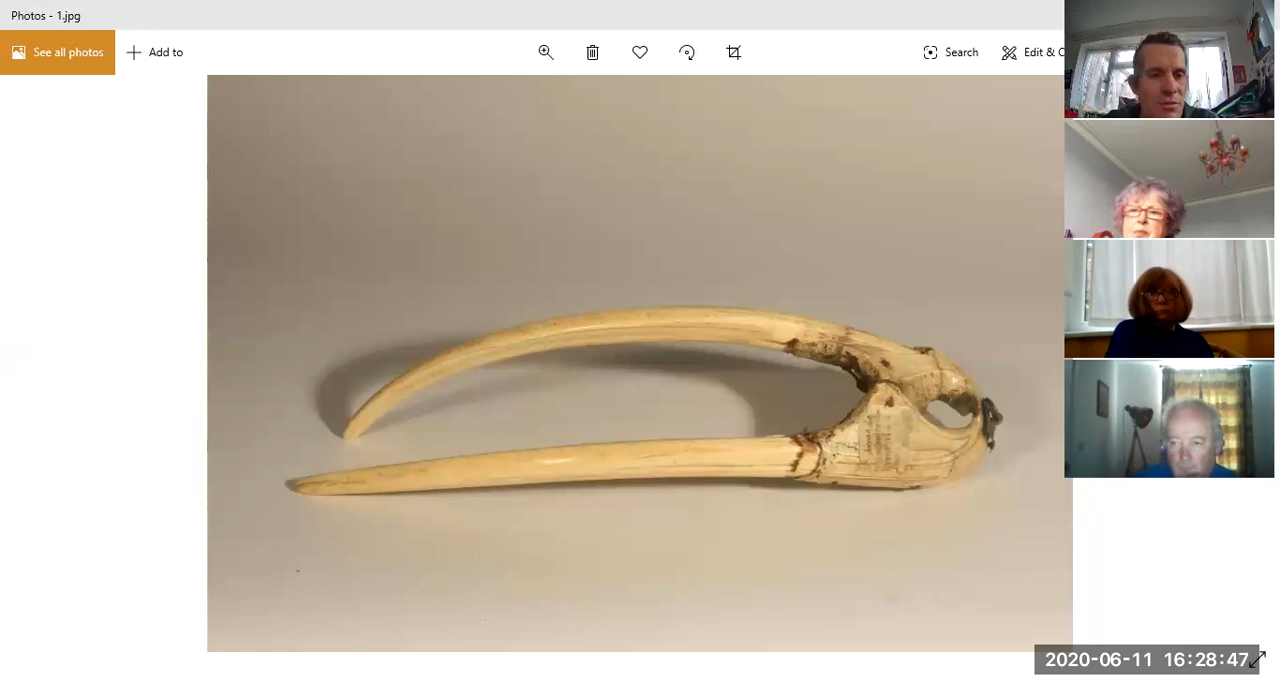 Photos - 1.jpg
See all photos
Add to
Search
Edit & C
2020-06-11 16:28:47